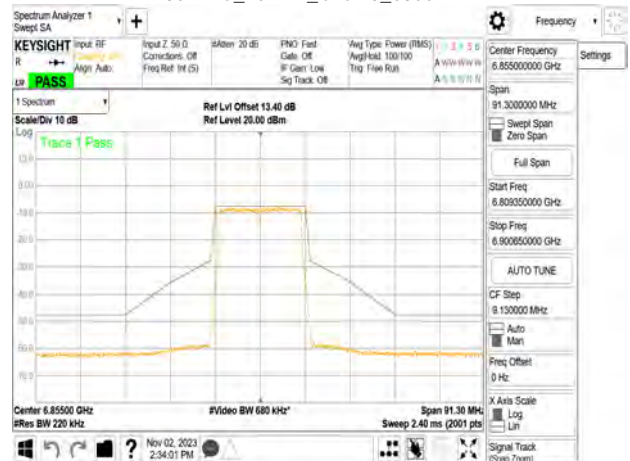 Spectrum Analyzer 1
Swept SA
+
Frequency
KEYSIGHT
Input: RF
Input Z: 50 Ω
#Atten: 20 dB
PNO: Fast
Avg Type: Power (RMS)
R
Corrections: Off
Gate: Off
Avg|Hold: 100/100
Align: Auto
Freq Ref: Int (S)
IF Gain: Low
Trig: Free Run
Sig Track: Off
PASS
1 Spectrum
Scale/Div 10 dB
Ref Lvl Offset 13.40 dB
Ref Level 20.00 dBm
Log
Trace 1 Pass
Center 6.85500 GHz
#Video BW 680 kHz*
Span 91.30 MHz
#Res BW 220 kHz
Sweep 2.40 ms (2001 pts)
Nov 02, 2023
2:34:01 PM
Center Frequency
6.855000000 GHz
Settings
Span
91.3000000 MHz
Swept Span
Zero Span
Full Span
Start Freq
6.809350000 GHz
Stop Freq
6.900650000 GHz
AUTO TUNE
CF Step
9.130000 MHz
Auto
Man
Freq Offset
0 Hz
X Axis Scale
Log
Lin
Signal Track
(Span Zoom)